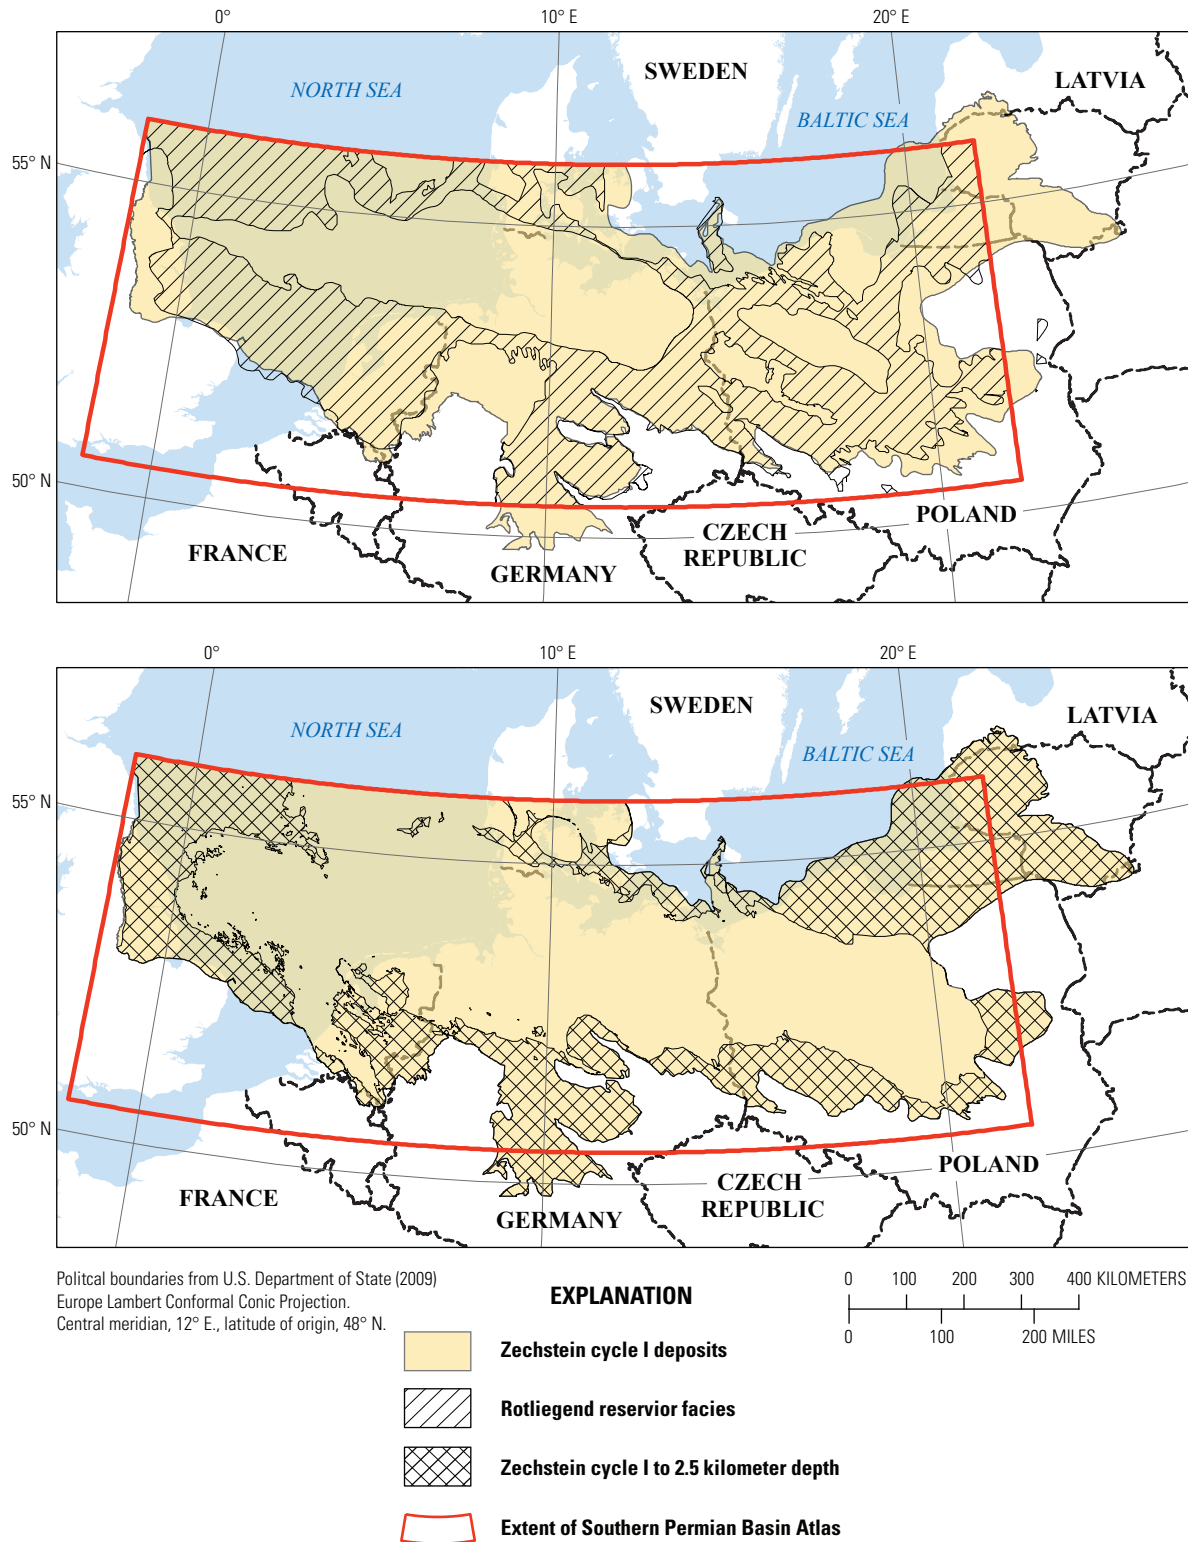 0°
10° E
20° E
NORTH SEA
SWEDEN
LATVIA
BALTIC SEA
55° N
50° N
FRANCE
GERMANY
CZECH
REPUBLIC
POLAND
0°
10° E
20° E
NORTH SEA
SWEDEN
LATVIA
BALTIC SEA
55° N
50° N
FRANCE
GERMANY
CZECH
REPUBLIC
POLAND
Politcal boundaries from U.S. Department of State (2009)
Europe Lambert Conformal Conic Projection.
Central meridian, 12° E., latitude of origin, 48° N.
EXPLANATION
0 100 200 300 400 KILOMETERS
0 100 200 MILES
Zechstein cycle I deposits
Rotliegend reservior facies
Zechstein cycle I to 2.5 kilometer depth
Extent of Southern Permian Basin Atlas